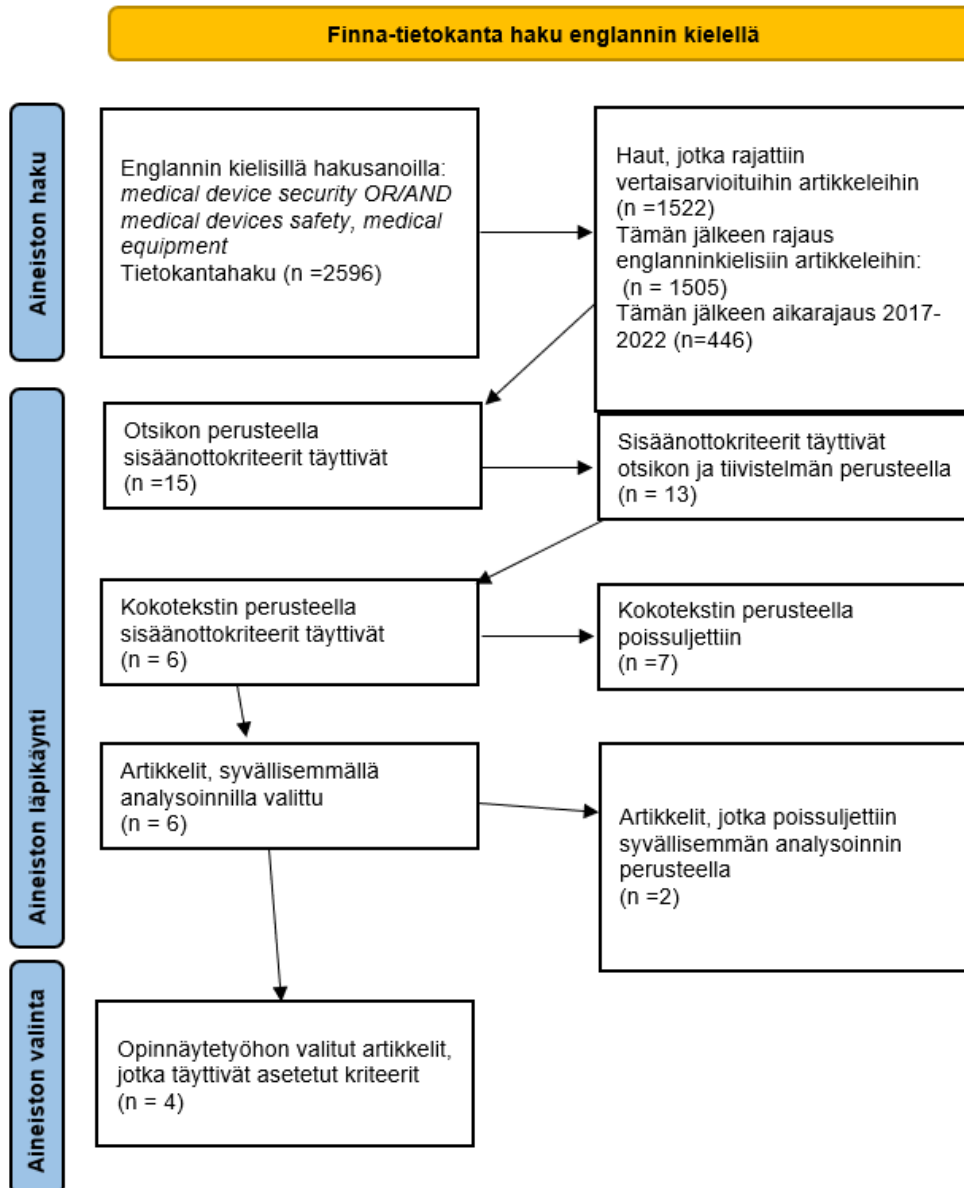 Finna-tietokanta haku englannin kielellä
Aineiston haku
Englannin kielisillä hakusanoilla:
medical device security OR/AND
medical devices safety, medical
equipment
Tietokantahaku (n =2596)
Haut, jotka rajattiin
vertaisarvioituihin artikkeleihin
(n =1522)
Tämän jälkeen rajaus
englanninkielisiin artikkeleihin:
(n = 1505)
Tämän jälkeen aikarajaus 2017-
2022 (n=446)
Aineiston läpikäynti
Otsikon perusteella
sisäänottokriteerit täyttivät
(n =15)
Sisäänottokriteerit täyttivät
otsikon ja tiivistelmän perusteella
(n = 13)
Kokotekstin perusteella
sisäänottokriteerit täyttivät
(n = 6)
Kokotekstin perusteella
poissuljettiin
(n =7)
Artikkelit, syvällisemmällä
analysoinnilla valittu
(n = 6)
Artikkelit, jotka poissuljettiin
syvällisemmän analysoinnin
perusteella
(n =2)
Aineiston valinta
Opinnäytetyöhon valitut artikkelit,
jotka täyttivät asetetut kriteerit
(n = 4)